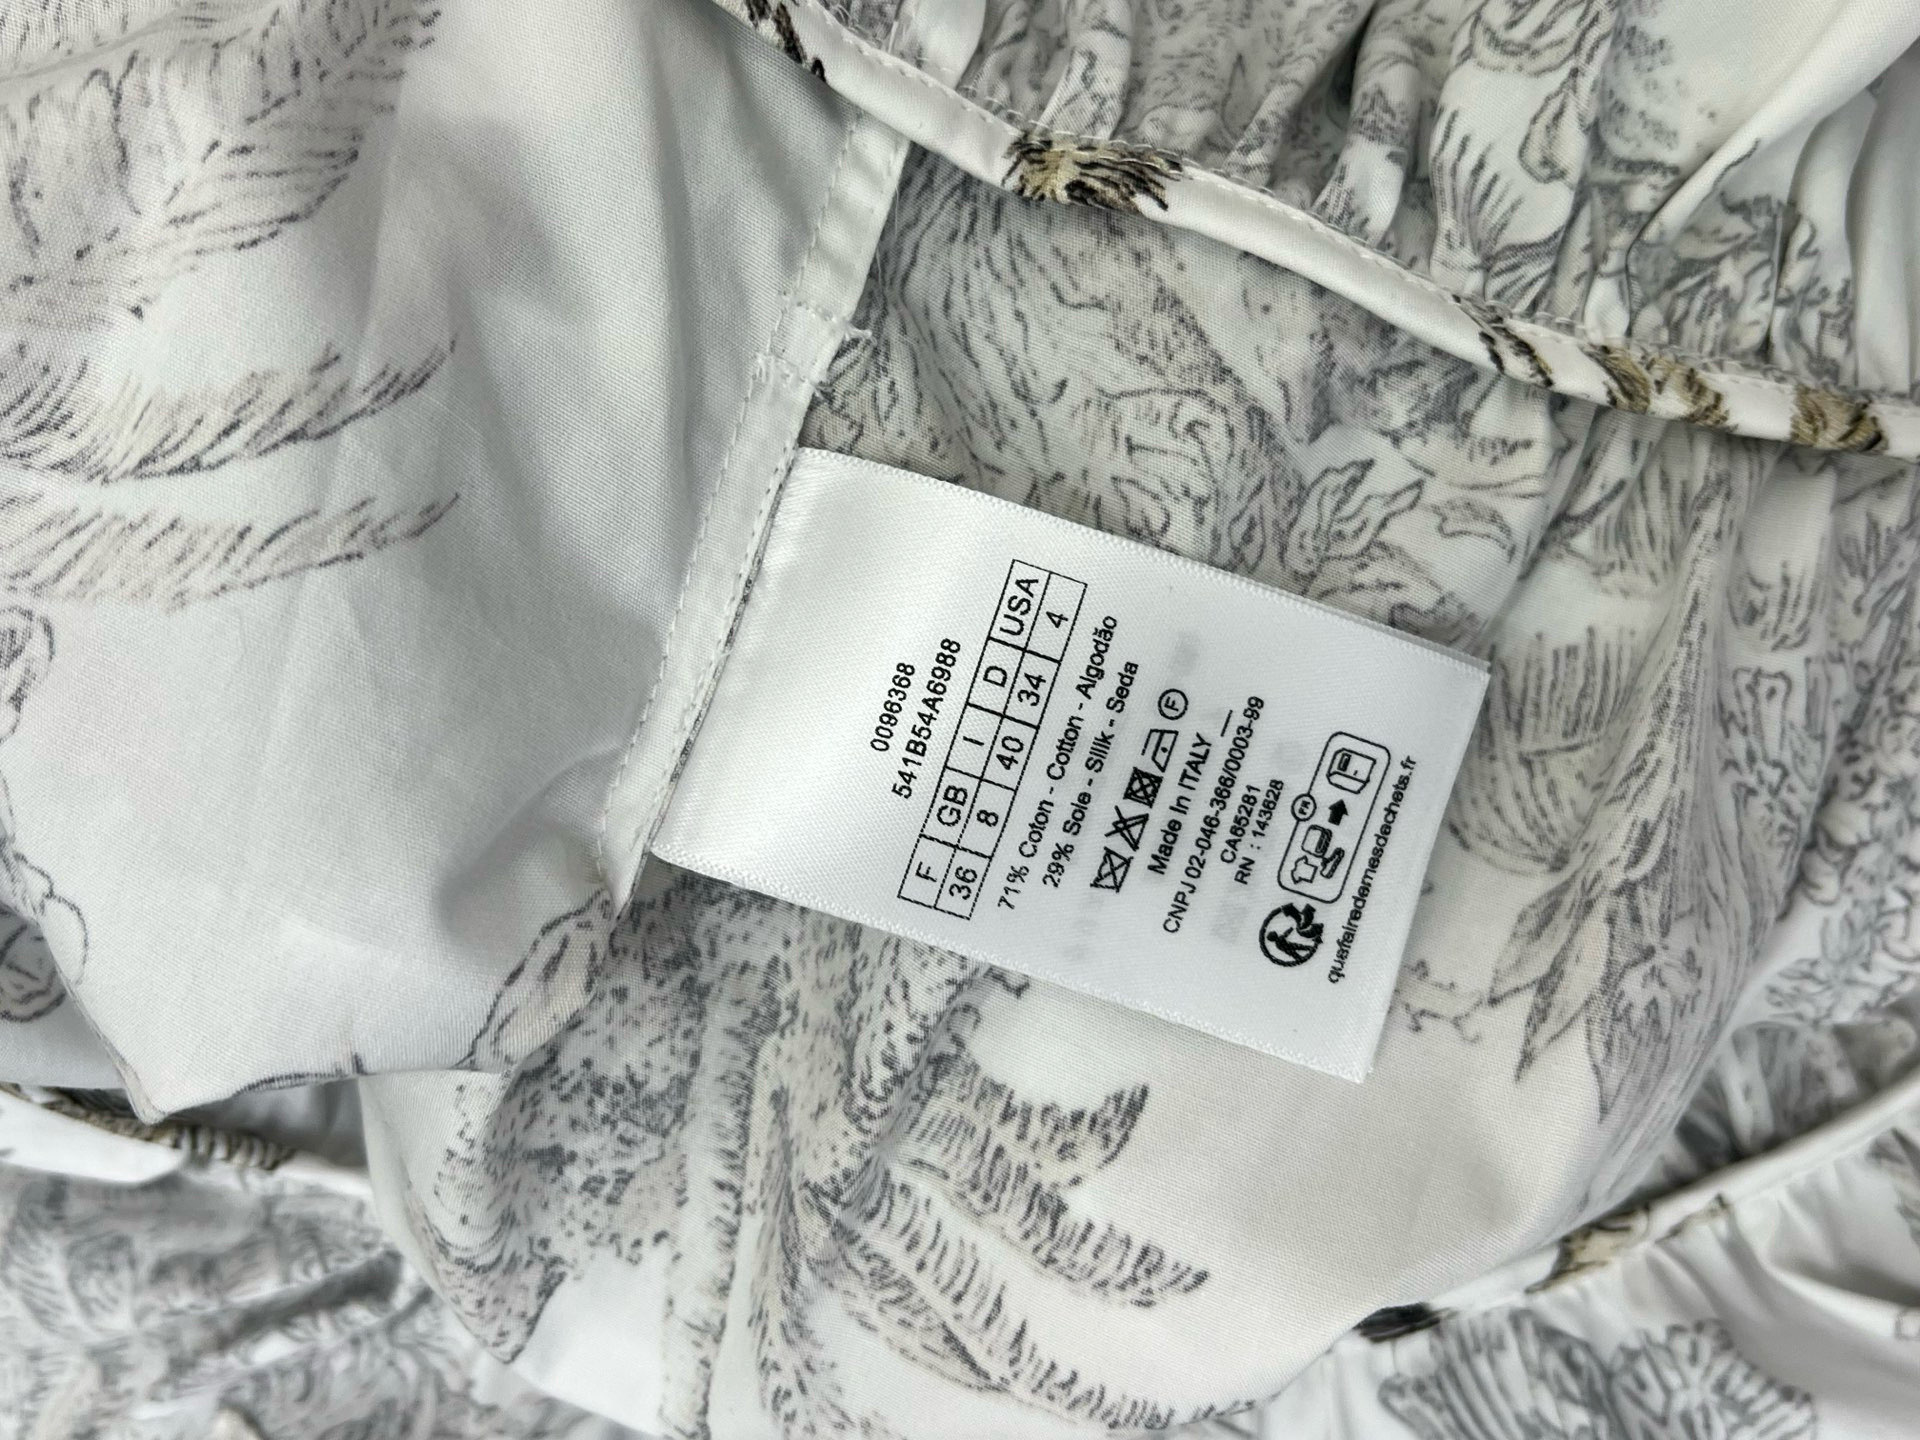 0096368
541B54A6988
F GB I D USA
36 8 40 34 4
71% Coton - Cotton - Algodão
29% Soie - Silk - Seda
F
Made In ITALY
CNPJ 02-046-366/0003-99
CA65281
RN : 143628
FR
quefairedemesdechets.fr